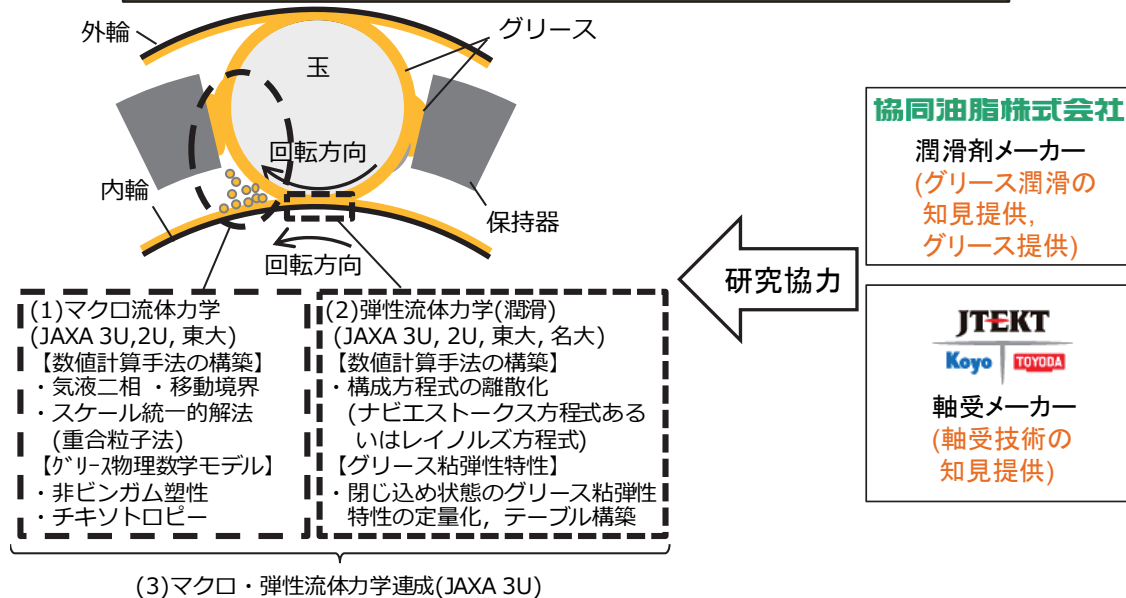 外輪
グリース
玉
回転方向
内輪
保持器
回転方向
(1)マクロ流体力学
(JAXA 3U,2U, 東大)
【数値計算手法の構築】
・気液二相 ・移動境界
・スケール統一的解法
(重合粒子法)
【グリース物理数学モデル】
・非ビンガム塑性
・チキソトロピー
(2)弾性流体力学(潤滑)
(JAXA 3U, 2U, 東大, 名大)
【数値計算手法の構築】
・構成方程式の離散化
(ナビエストークス方程式ある
いはレイノルズ方程式)
【グリース粘弾性特性】
・閉じ込め状態のグリース粘弾性
特性の定量化，テーブル構築
(3)マクロ・弾性流体力学連成(JAXA 3U)
研究協力
協同油脂株式会社
潤滑剤メーカー
(グリース潤滑の
知見提供，
グリース提供)
JTEKT
Koyo TOYODA
軸受メーカー
(軸受技術の
知見提供)